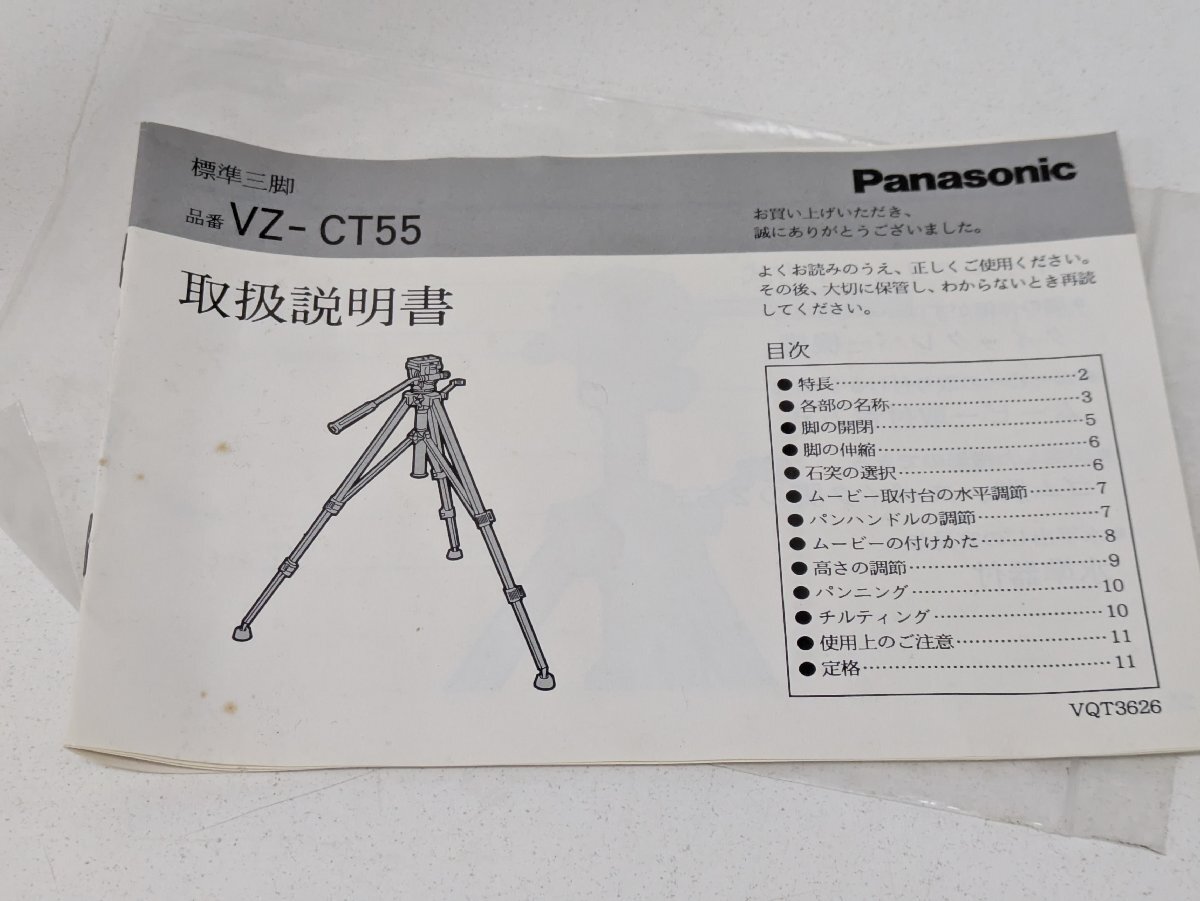 標準三脚
品番 VZ-CT55
Panasonic
お買い上げいただき、
誠にありがとうございました。
取扱説明書
よくお読みのうえ、正しくご使用ください。
その後、大切に保管し、わからないとき再読
してください。
目次
●特長……………………………2
●各部の名称……………………………3
●脚の開閉……………………………5
●脚の伸縮……………………………6
●石突の選択……………………………6
●ムービー取付台の水平調節…………7
●パンハンドルの調節………………7
●ムービーの付けかた………………8
●高さの調節……………………………9
●パンニング……………………………10
●チルティング…………………………10
●使用上のご注意………………………11
●定格……………………………11
VQT3626